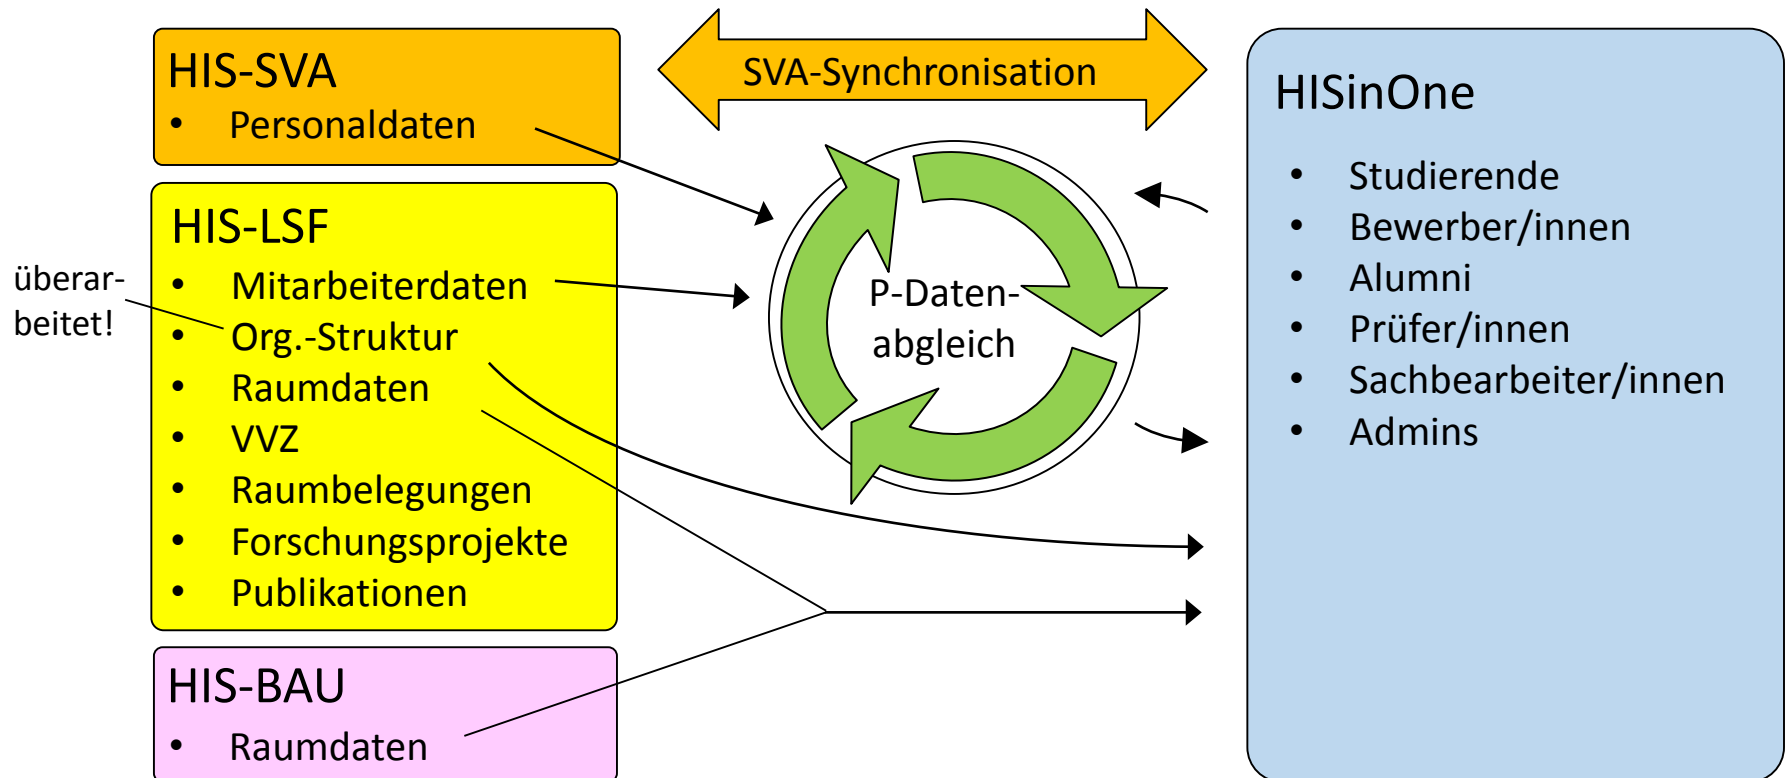 HIS-SVA
• Personaldaten
HIS-LSF
• Mitarbeiterdaten
• Org.-Struktur
• Raumdaten
• VVZ
• Raumbelegungen
• Forschungsprojekte
• Publikationen
überar-
beitet!
HIS-BAU
• Raumdaten
SVA-Synchronisation
P-Daten-
abgleich
HISinOne
• Studierende
• Bewerber/innen
• Alumni
• Prüfer/innen
• Sachbearbeiter/innen
• Admins